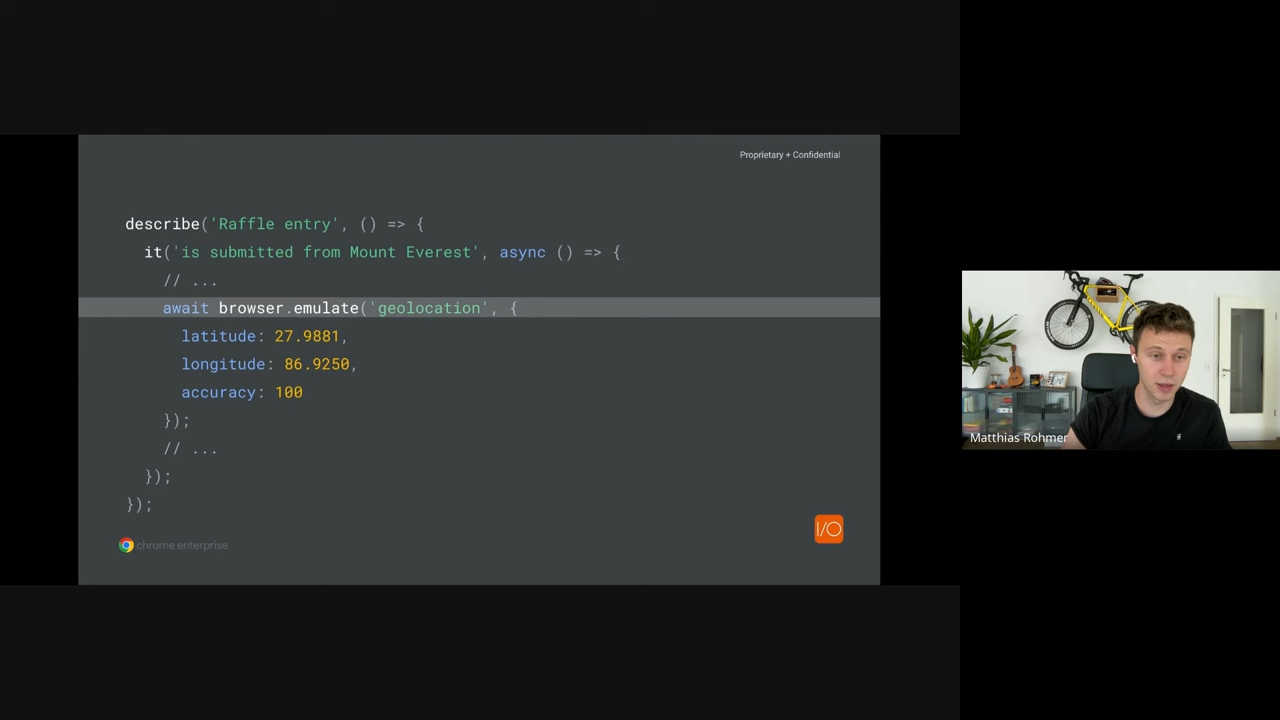 Proprietary + Confidential
describe('Raffle entry', () => {
it('is submitted from Mount Everest', async () => {
// ...
await browser.emulate('geolocation', {
latitude: 27.9881,
longitude: 86.9250,
accuracy: 100
});
// ...
});
});
I/O
chrome enterprise
Matthias Rohmer